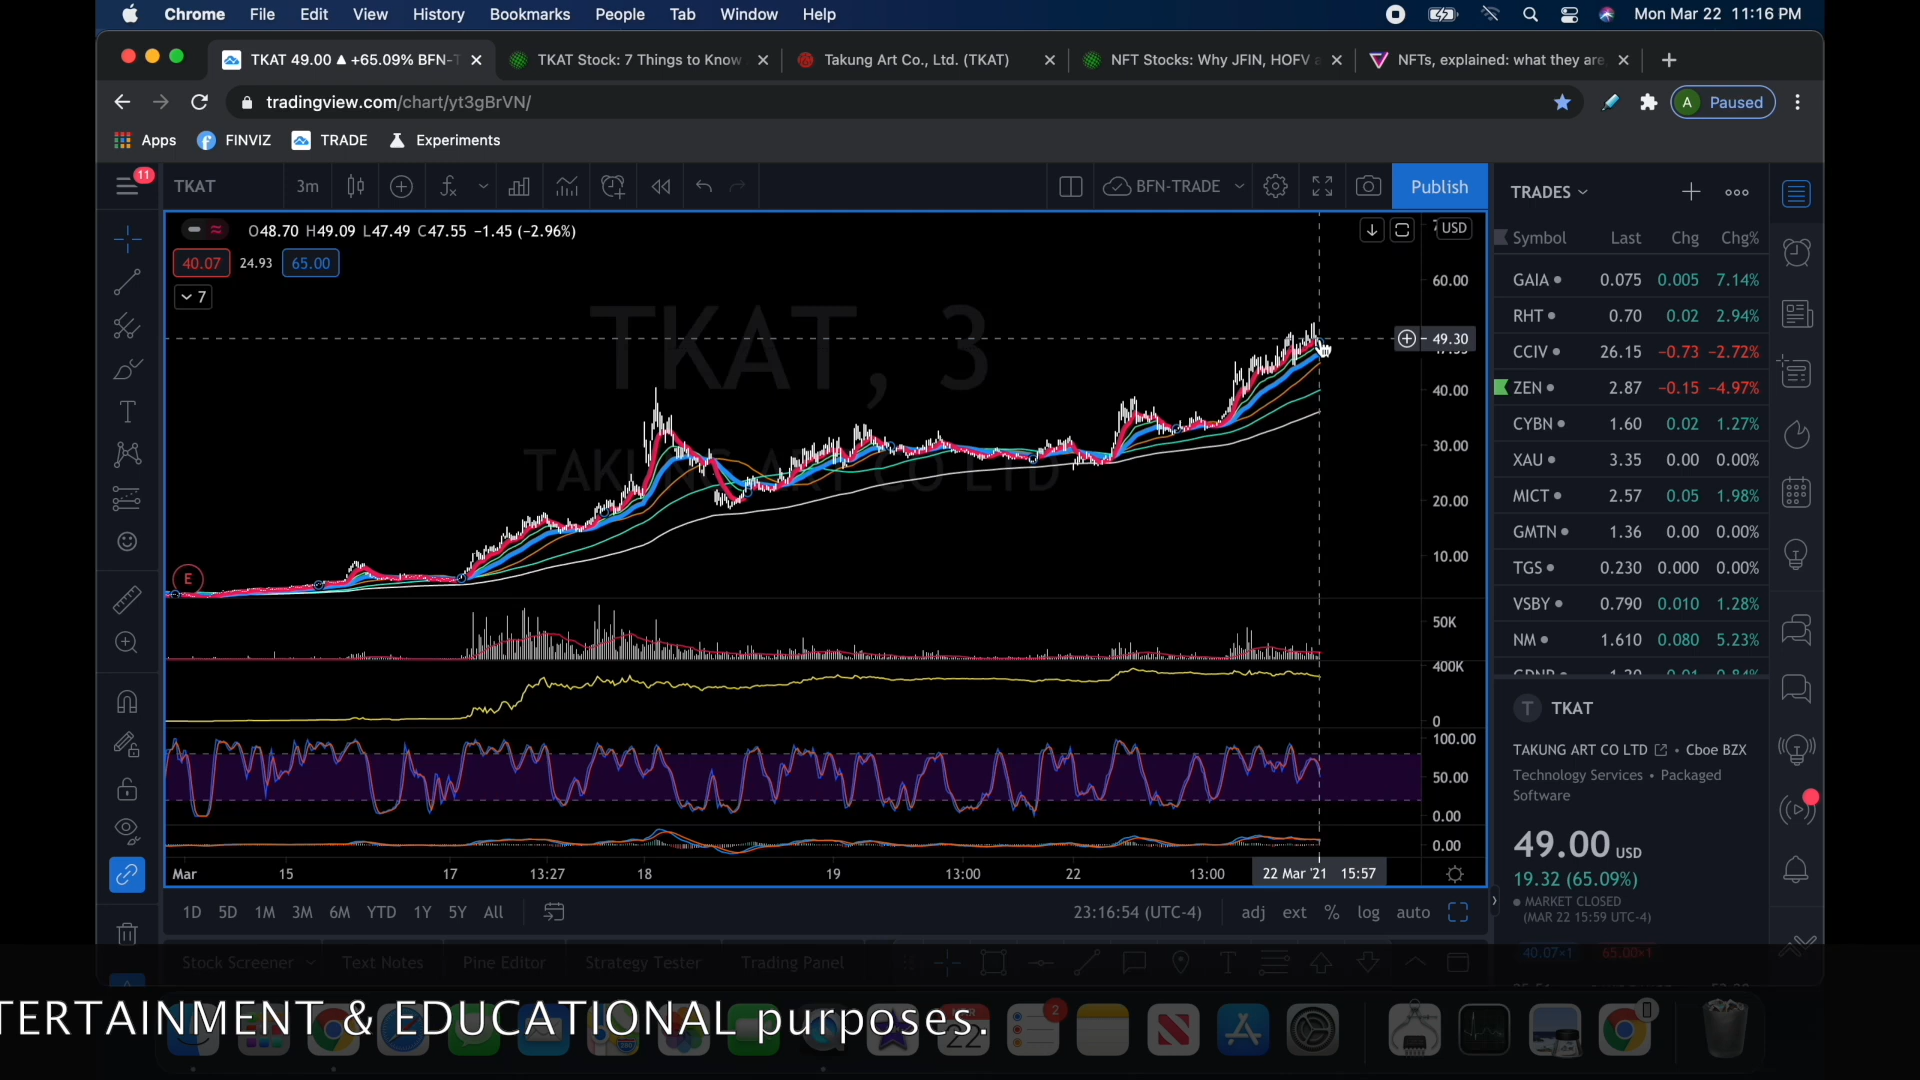 Chrome File Edit View History Bookmarks People Tab Window Help Mon Mar 22 11:16 PM
TKAT 49.00 ▲ +65.09% BFN-T TKAT Stock: 7 Things to Know Takung Art Co., Ltd. (TKAT) NFT Stocks: Why JFIN, HOFV a NFTs, explained: what they are,
tradingview.com/chart/yt3gBrVN/ A Paused
Apps FINVIZ TRADE Experiments
11
TKAT 3m BFN-TRADE Publish TRADES
O48.70 H49.09 L47.49 C47.55 −1.45 (−2.96%) USD
40.07 24.93 65.00
7
Symbol Last Chg Chg%
GAIA 0.075 0.005 7.14%
RHT 0.70 0.02 2.94%
CCIV 26.15 −0.73 −2.72%
ZEN 2.87 −0.15 −4.97%
CYBN 1.60 0.02 1.27%
XAU 3.35 0.00 0.00%
MICT 2.57 0.05 1.98%
GMTN 1.36 0.00 0.00%
TGS 0.230 0.000 0.00%
VSBY 0.790 0.010 1.28%
NM 1.610 0.080 5.23%
TKAT, 3
TAKUNG ART CO LTD
60.00
49.30
40.00
30.00
20.00
10.00
E
50K
400K
0
100.00
50.00
0.00
0.00
Mar 15 17 13:27 18 19 13:00 22 13:00 22 Mar '21 15:57
1D 5D 1M 3M 6M YTD 1Y 5Y All 23:16:54 (UTC-4) adj ext % log auto
T TKAT
TAKUNG ART CO LTD • Cboe BZX
Technology Services • Packaged
Software
49.00 USD
19.32 (65.09%)
MARKET CLOSED
(MAR 22 15:59 UTC-4)
40.07×1 65.00×1
Stock Screener Text Notes Pine Editor Strategy Tester Trading Panel
TERTAINMENT & EDUCATIONAL purposes.
22
2